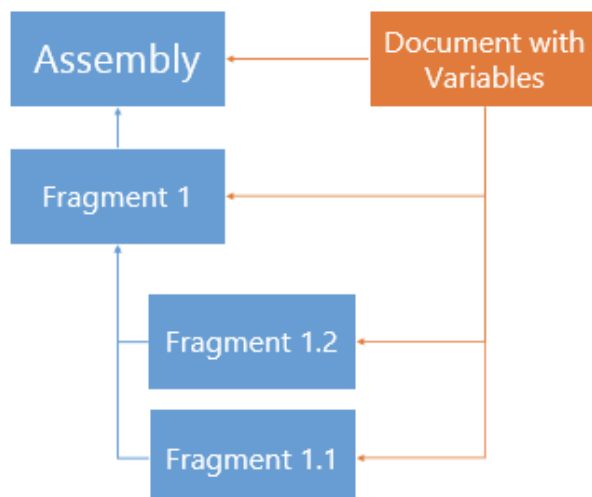 Assembly
Document with
Variables
Fragment 1
Fragment 1.2
Fragment 1.1